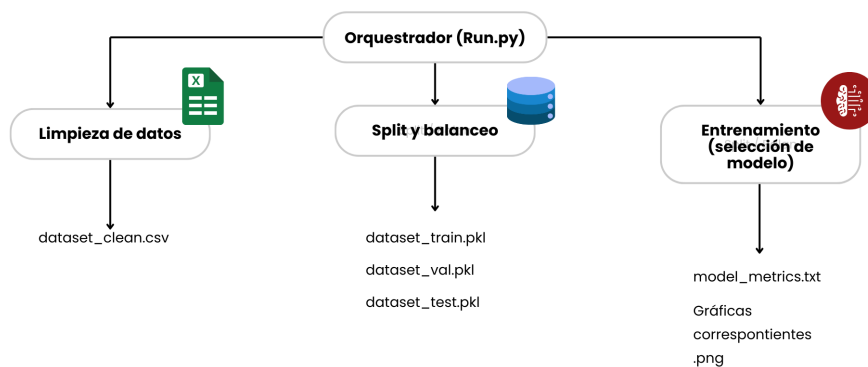 Orquestrador (Run.py)
Limpieza de datos
Split y balanceo
Entrenamiento
(selección de
modelo)
dataset_clean.csv
dataset_train.pkl
dataset_val.pkl
dataset_test.pkl
model_metrics.txt
Gráficas
correspontientes
.png